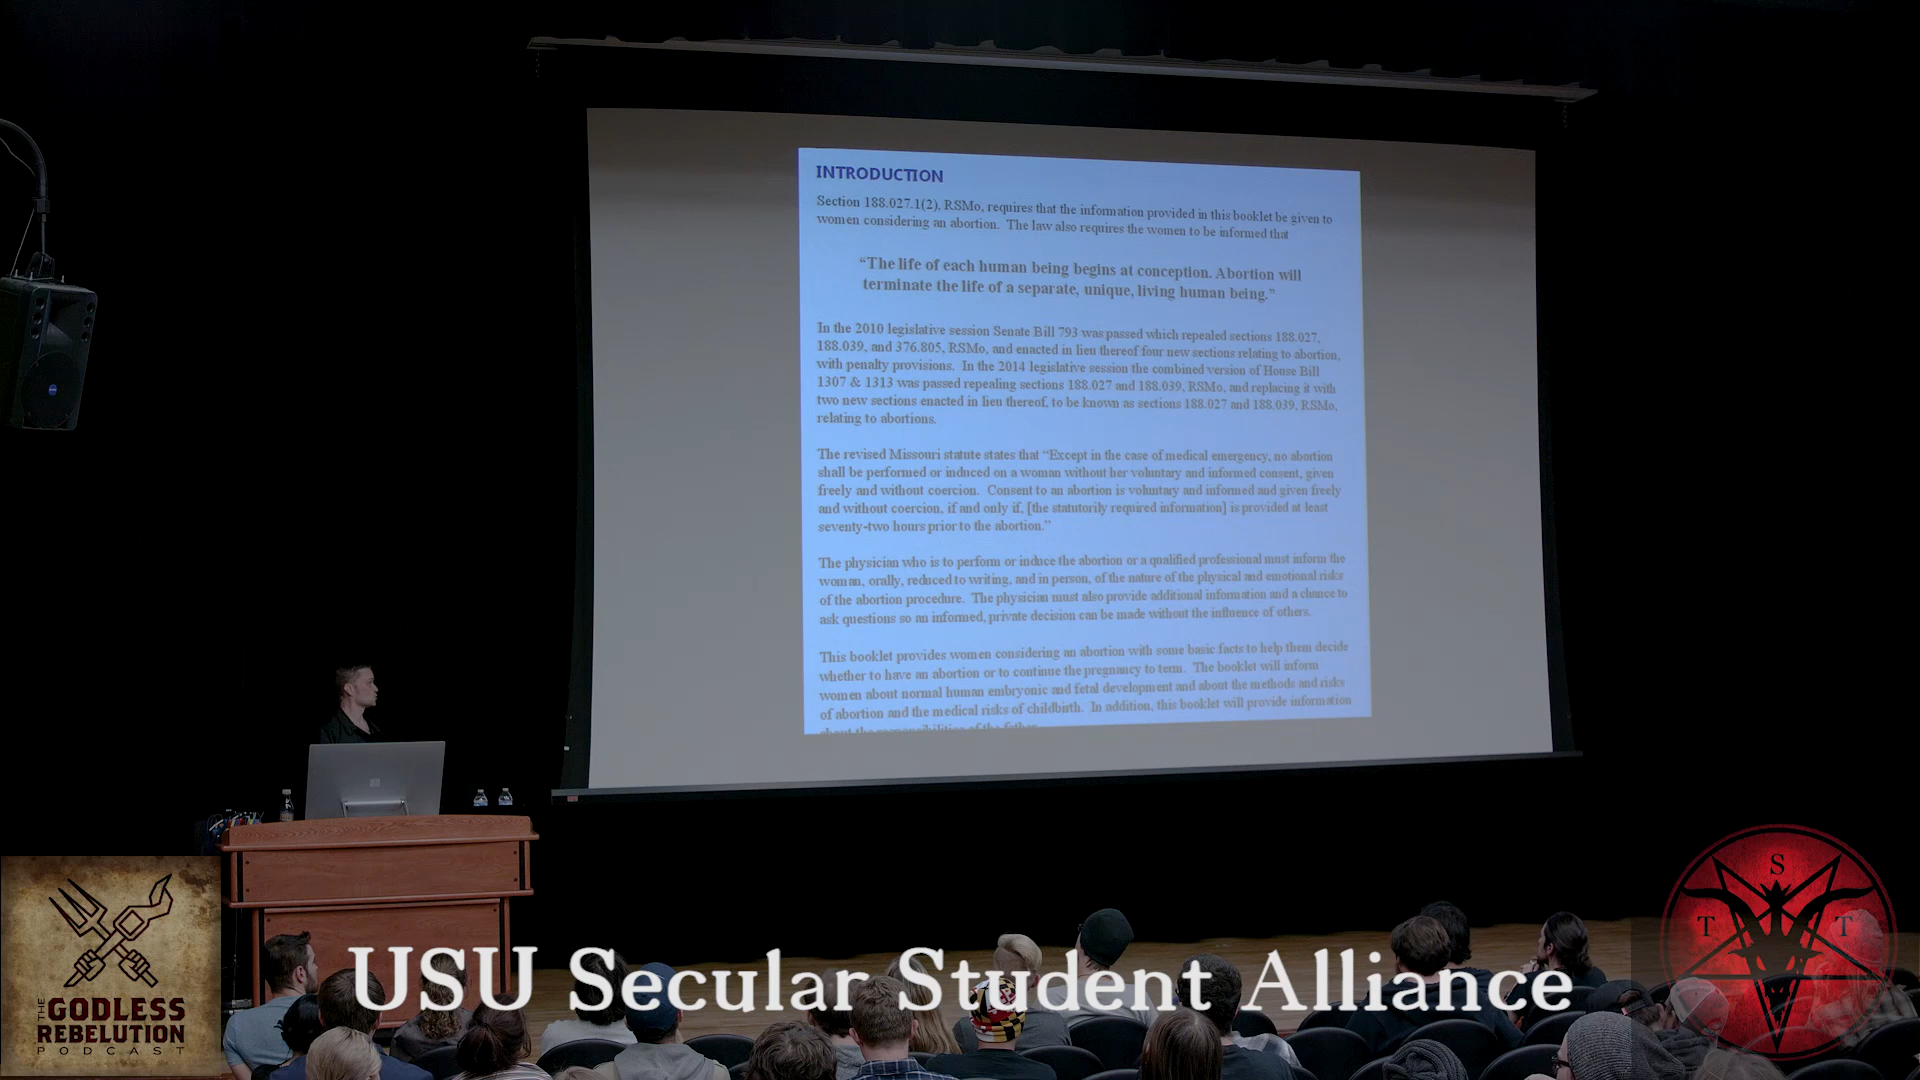 INTRODUCTION
Section 188.027.1(2), RSMo, requires that the information provided in this booklet be given to
women considering an abortion. The law also requires the women to be informed that
“The life of each human being begins at conception. Abortion will
terminate the life of a separate, unique, living human being.”
In the 2010 legislative session Senate Bill 793 was passed which repealed sections 188.027,
188.039, and 376.805, RSMo, and enacted in lieu thereof four new sections relating to abortion,
with penalty provisions. In the 2014 legislative session the combined version of House Bill
1307 & 1313 was passed repealing sections 188.027 and 188.039, RSMo, and replacing it with
two new sections enacted in lieu thereof, to be known as sections 188.027 and 188.039, RSMo,
relating to abortions.
The revised Missouri statute states that “Except in the case of medical emergency, no abortion
shall be performed or induced on a woman without her voluntary and informed consent, given
freely and without coercion. Consent to an abortion is voluntary and informed and given freely
and without coercion, if and only if, [the statutorily required information] is provided at least
seventy-two hours prior to the abortion.”
The physician who is to perform or induce the abortion or a qualified professional must inform the
woman, orally, reduced to writing, and in person, of the nature of the physical and emotional risks
of the abortion procedure. The physician must also provide additional information and a chance to
ask questions so an informed, private decision can be made without the influence of others.
This booklet provides women considering an abortion with some basic facts to help them decide
whether to have an abortion or to continue the pregnancy to term. The booklet will inform
women about normal human embryonic and fetal development and about the methods and risks
of abortion and the medical risks of childbirth. In addition, this booklet will provide information
about the responsibilities of the father
THE
GODLESS
REBELUTION
PODCAST
USU Secular Student Alliance
S
T T